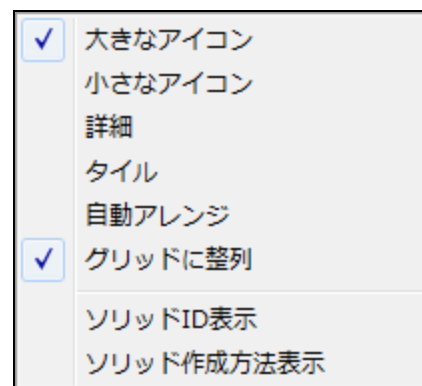 大きなアイコン
小さなアイコン
詳細
タイル
自動アレンジ
グリッドに整列
ソリッドID表示
ソリッド作成方法表示